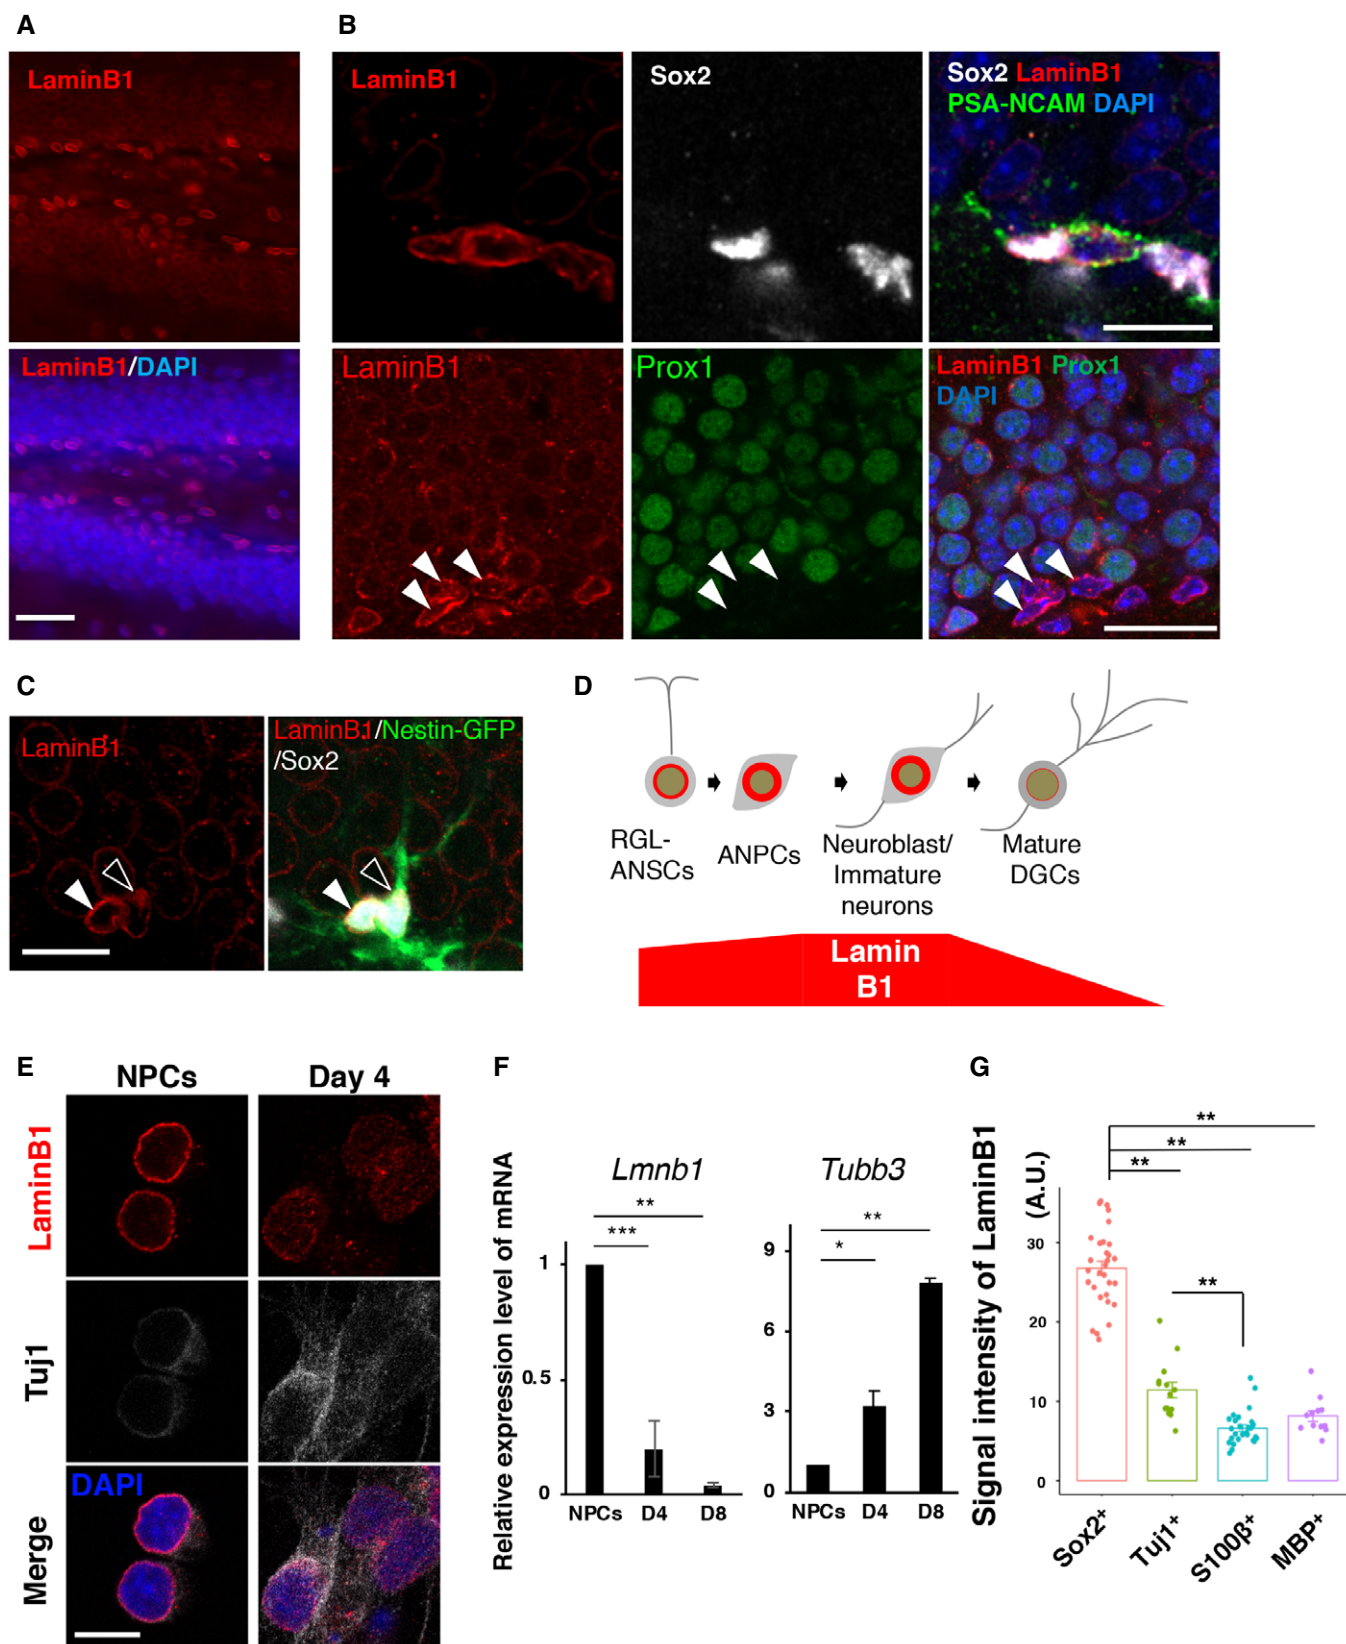 A
B
LaminB1
LaminB1
Sox2
Sox2 LaminB1
PSA-NCAM DAPI
LaminB1/DAPI
LaminB1
Prox1
LaminB1 Prox1
DAPI
C
D
LaminB1
LaminB1/Nestin-GFP
/Sox2
RGL-
ANSCs
ANPCs
Neuroblast/
Immature
neurons
Mature
DGCs
Lamin
B1
E
NPCs
Day 4
LaminB1
Tuj1
Merge
DAPI
F
Relative expression level of mRNA
Lmnb1
**
***
1
0.5
0
NPCs D4 D8
Tubb3
**
*
9
6
3
0
NPCs D4 D8
G
Signal intensity of LaminB1
(A.U.)
**
**
**
**
30
20
10
0
Sox2+
Tuj1+
S100β+
MBP+